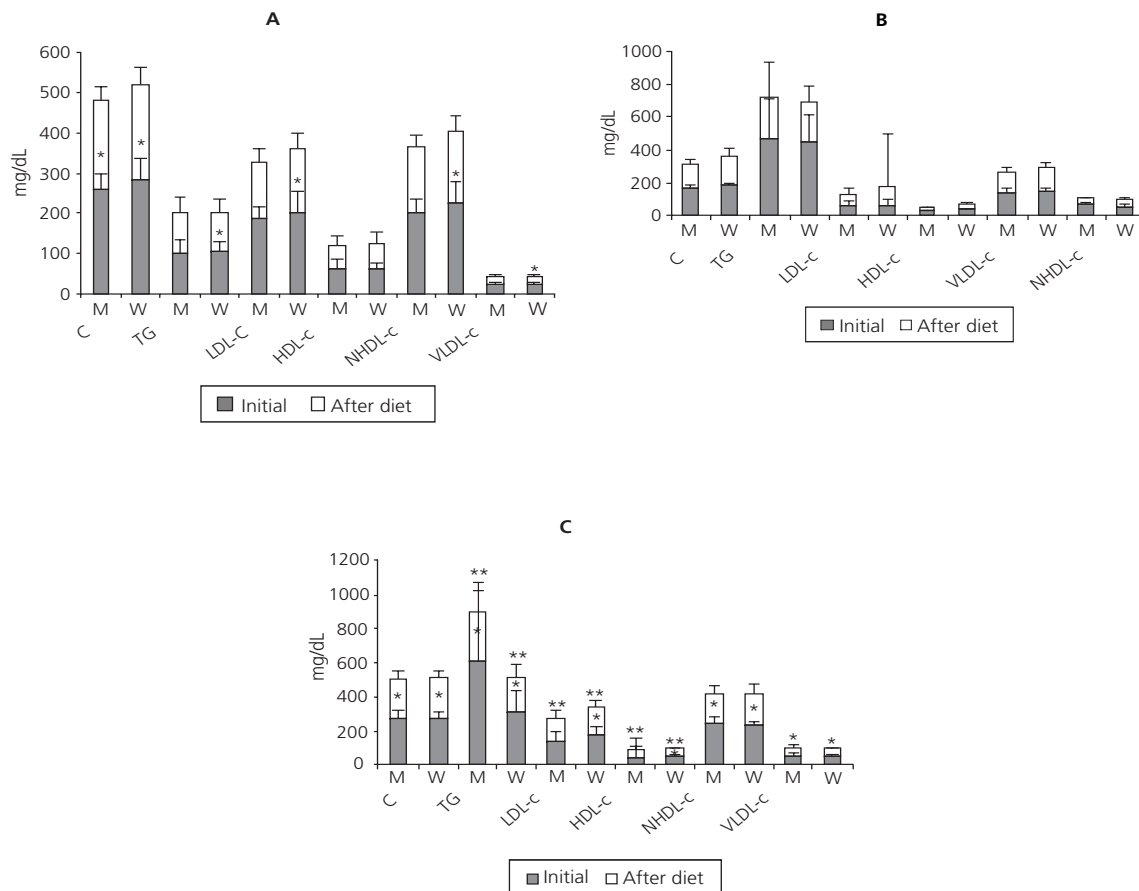 A
600
500
400
300
200
100
0
mg/dL
* * * * * *
M W M W M W M W M W M W
C TG LDL-C HDL-c NHDL-c VLDL-c
Initial After diet
B
1000
800
600
400
200
0
mg/dL
M W M W M W M W M W M W
C TG LDL-c HDL-c VLDL-c NHDL-c
Initial After diet
C
1200
1000
800
600
400
200
0
mg/dL
** ** ** ** ** **
* * * * * * * * * *
M W M W M W M W M W M W
C TG LDL-c HDL-c NHDL-c VLDL-c
Initial After diet